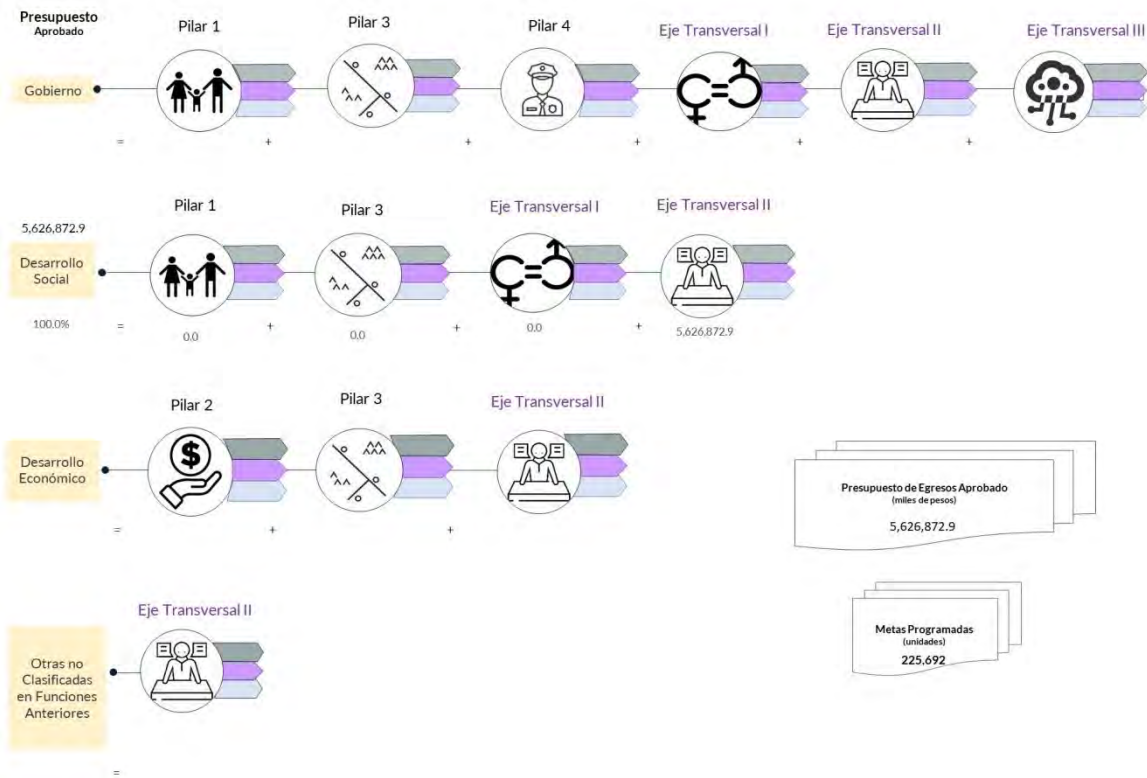 Presupuesto
Aprobado
Pilar 1
Pilar 3
Pilar 4
Eje Transversal I
Eje Transversal II
Eje Transversal III
Gobierno
=
+
+
+
+
+
Pilar 1
Pilar 3
Eje Transversal I
Eje Transversal II
5,626,872.9
Desarrollo
Social
100.0%
=
0.0
+
0.0
+
0.0
+
5,626,872.9
Pilar 2
Pilar 3
Eje Transversal II
$
Desarrollo
Económico
=
+
+
Presupuesto de Egresos Aprobado
(miles de pesos)
5,626,872.9
Eje Transversal II
Metas Programadas
(unidades)
225,692
Otras no
Clasificadas
en Funciones
Anteriores
=